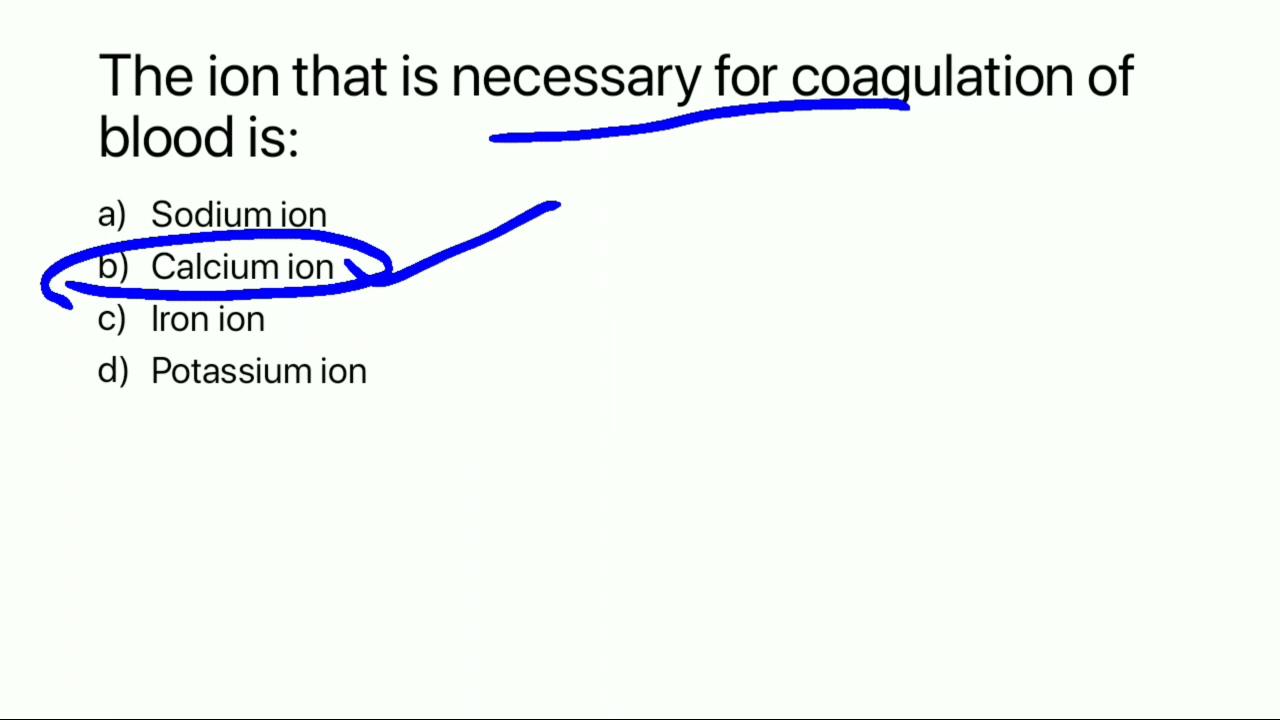 The ion that is necessary for coagulation of
blood is:
a) Sodium ion
b) Calcium ion
c) Iron ion
d) Potassium ion